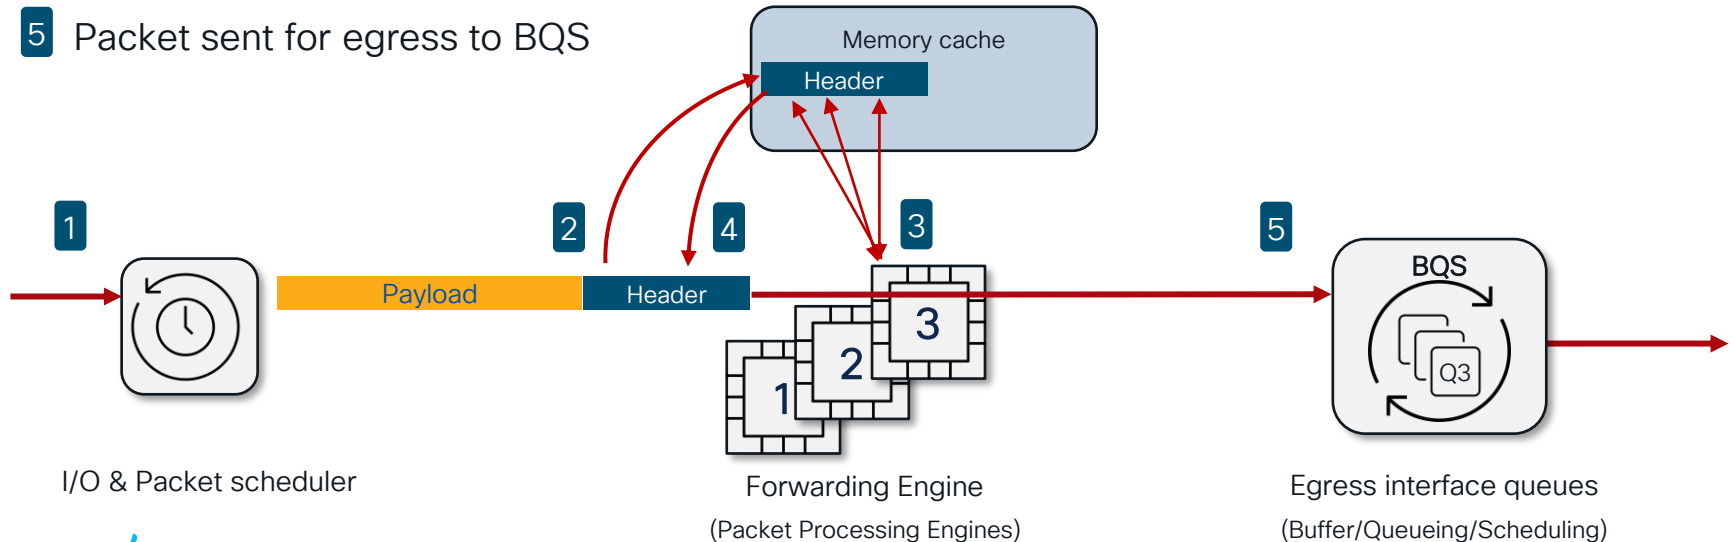 5 Packet sent for egress to BQS
Memory cache
Header
1
2
4
3
5
Payload
Header
BQS
3
2
1
Q3
I/O & Packet scheduler
Forwarding Engine
(Packet Processing Engines)
Egress interface queues
(Buffer/Queueing/Scheduling)